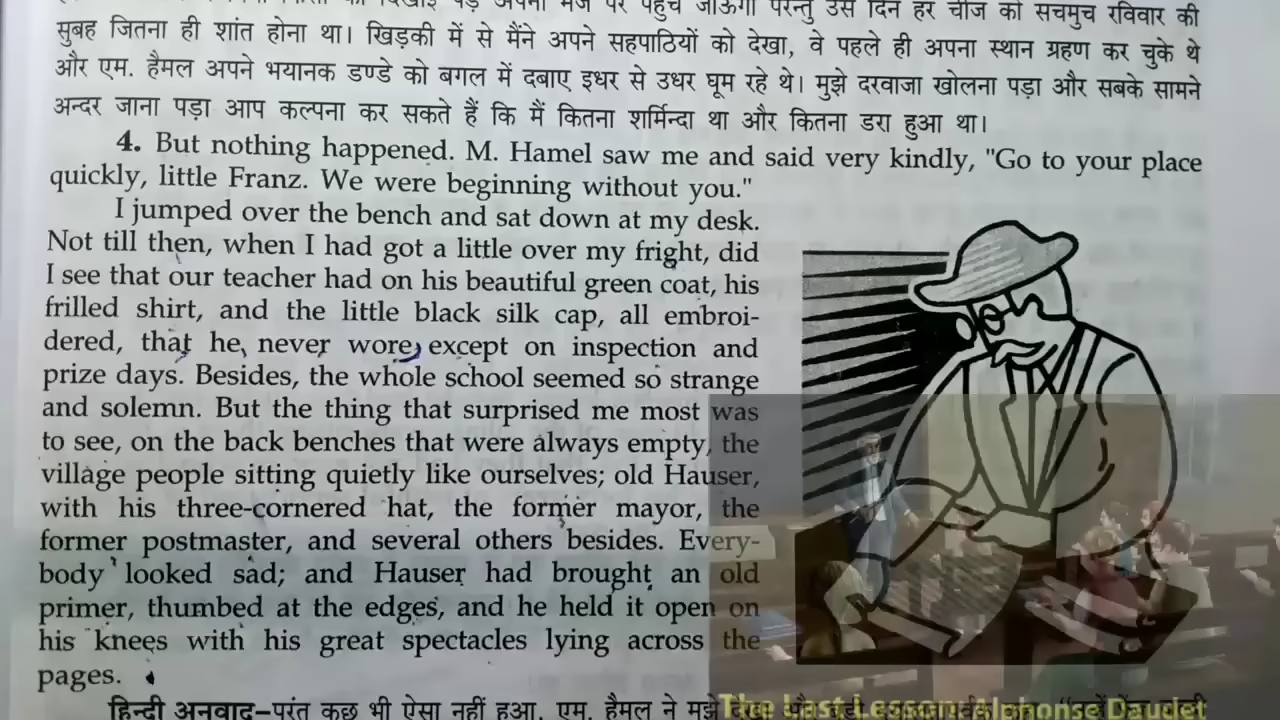 पर पहुँच जाऊँगा परन्तु उस दिन हर चीज को सचमुच रविवार की
सुबह जितना ही शांत होना था। खिड़की में से मैंने अपने सहपाठियों को देखा, वे पहले ही अपना स्थान ग्रहण कर चुके थे
और एम. हैमल अपने भयानक डण्डे को बगल में दबाए इधर से उधर घूम रहे थे। मुझे दरवाजा खोलना पड़ा और सबके सामने
अन्दर जाना पड़ा आप कल्पना कर सकते हैं कि मैं कितना शर्मिन्दा था और कितना डरा हुआ था।
4. But nothing happened. M. Hamel saw me and said very kindly, "Go to your place
quickly, little Franz. We were beginning without you."
I jumped over the bench and sat down at my desk.
Not till then, when I had got a little over my fright, did
I see that our teacher had on his beautiful green coat, his
frilled shirt, and the little black silk cap, all embroi-
dered, that he never wore except on inspection and
prize days. Besides, the whole school seemed so strange
and solemn. But the thing that surprised me most was
to see, on the back benches that were always empty, the
village people sitting quietly like ourselves; old Hauser,
with his three-cornered hat, the former mayor, the
former postmaster, and several others besides. Every-
body looked sad; and Hauser had brought an old
primer, thumbed at the edges, and he held it open on
his knees with his great spectacles lying across the
pages.
हिन्दी अनुवाद–परंतु कुछ भी ऐसा नहीं हुआ, एम. हैमल ने मुझे
The Last Lesson: Alphonse Daudet